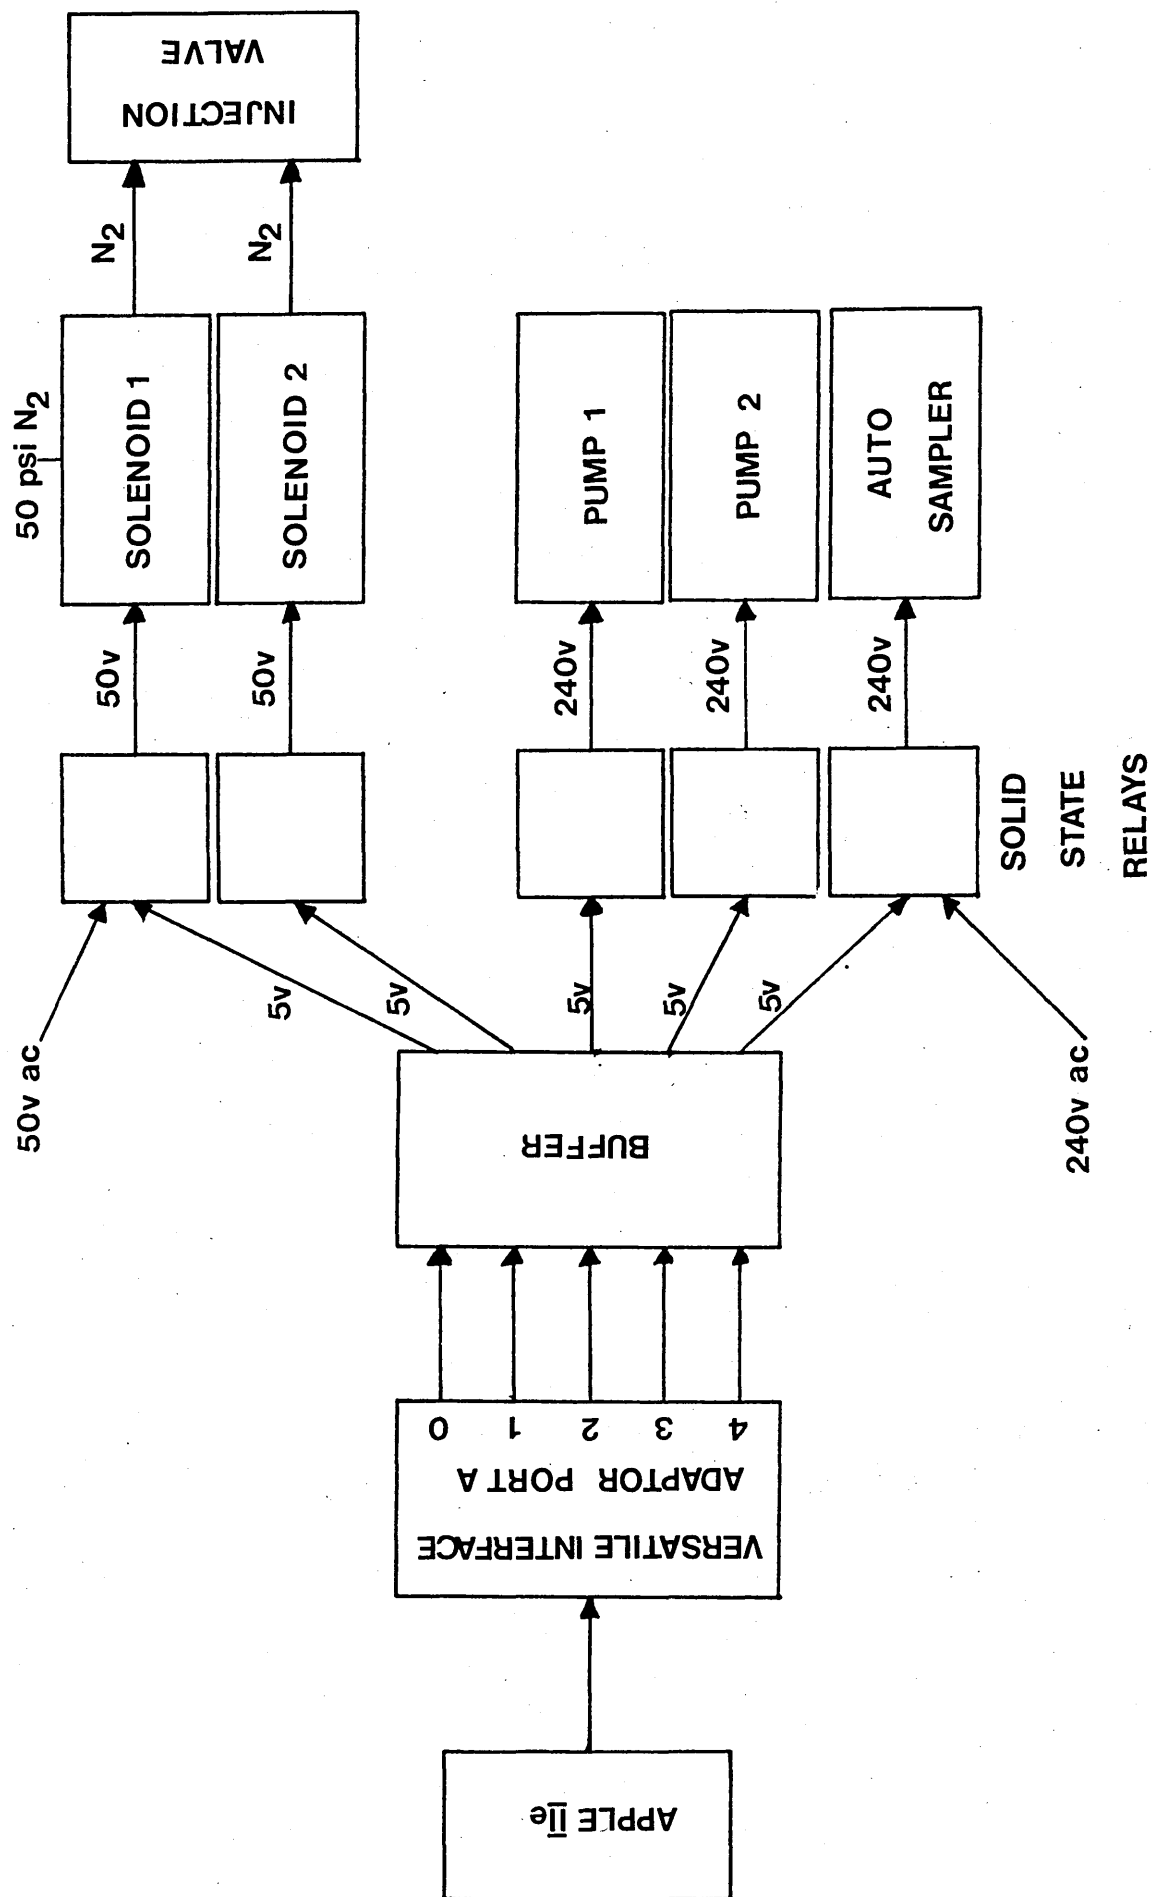 INJECTION
VALVE
N2
N2
50 psi N2
SOLENOID 1
SOLENOID 2
PUMP 1
PUMP 2
AUTO
SAMPLER
50v
50v
240v
240v
240v
SOLID
STATE
RELAYS
50v ac
5v
5v
5v
5v
5v
240v ac
BUFFER
0
1
2
3
4
VERSATILE INTERFACE
ADAPTOR PORT A
APPLE IIe